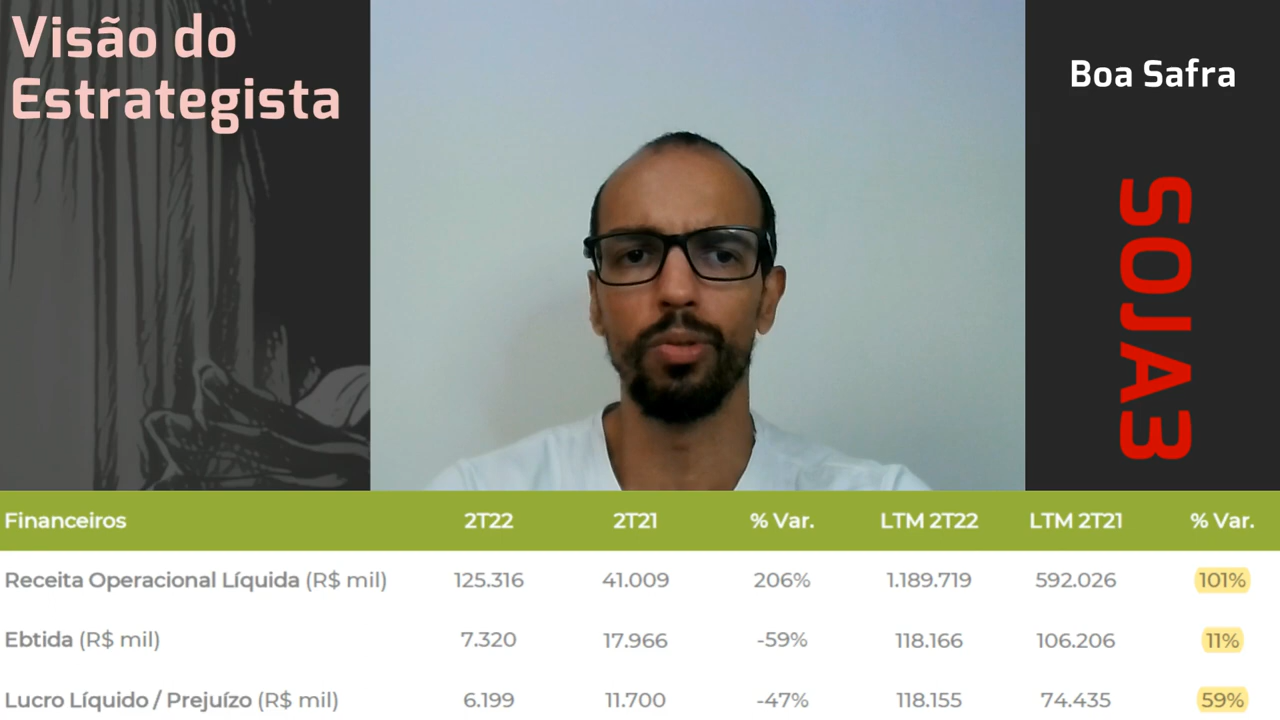 Visão do
Estrategista
Boa Safra
SOJA3
Financeiros 2T22 2T21 % Var. LTM 2T22 LTM 2T21 % Var.
Receita Operacional Líquida (R$ mil) 125.316 41.009 206% 1.189.719 592.026 101%
Ebtida (R$ mil) 7.320 17.966 -59% 118.166 106.206 11%
Lucro Líquido / Prejuízo (R$ mil) 6.199 11.700 -47% 118.155 74.435 59%